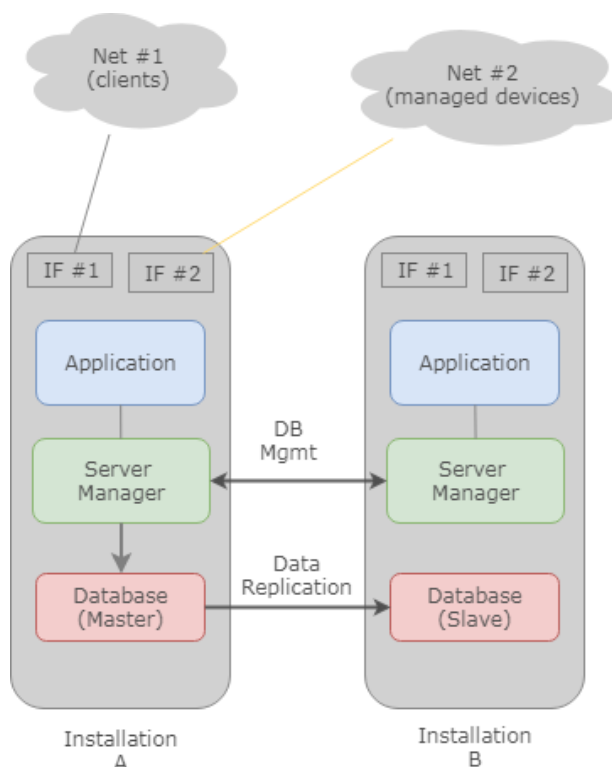 Net #1
(clients)
Net #2
(managed devices)
IF #1
IF #2
IF #1
IF #2
Application
Application
DB
Mgmt
Server
Manager
Server
Manager
Data
Replication
Database
(Master)
Database
(Slave)
Installation
A
Installation
B